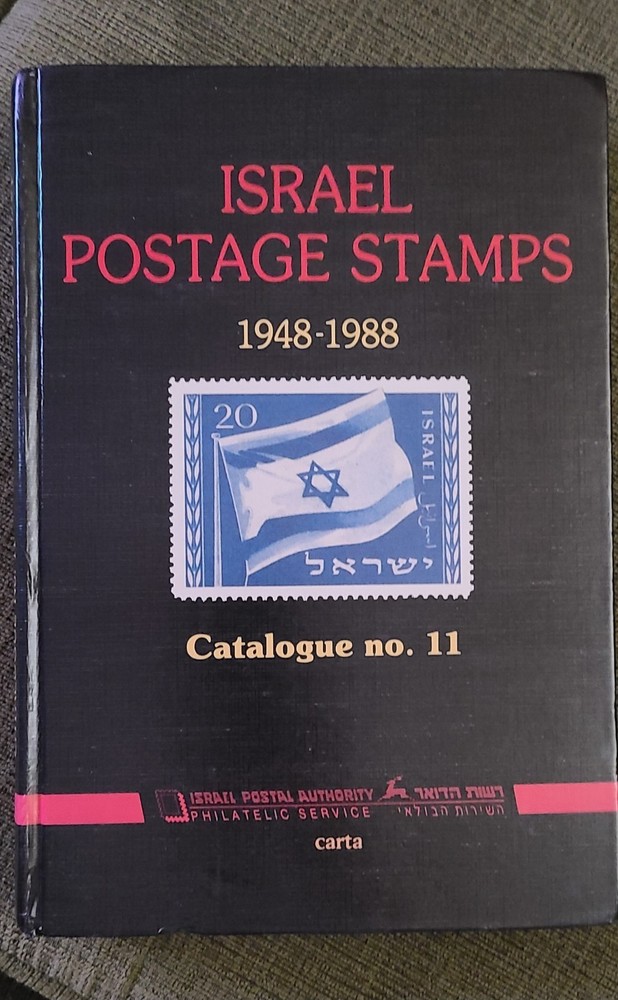 ISRAEL
POSTAGE STAMPS
1948-1988
20
ISRAEL اسرائيل
ישראל
Catalogue no. 11
ISRAEL POSTAL AUTHORITY רשות הדואר
PHILATELIC SERVICE השירות הבולאי
carta